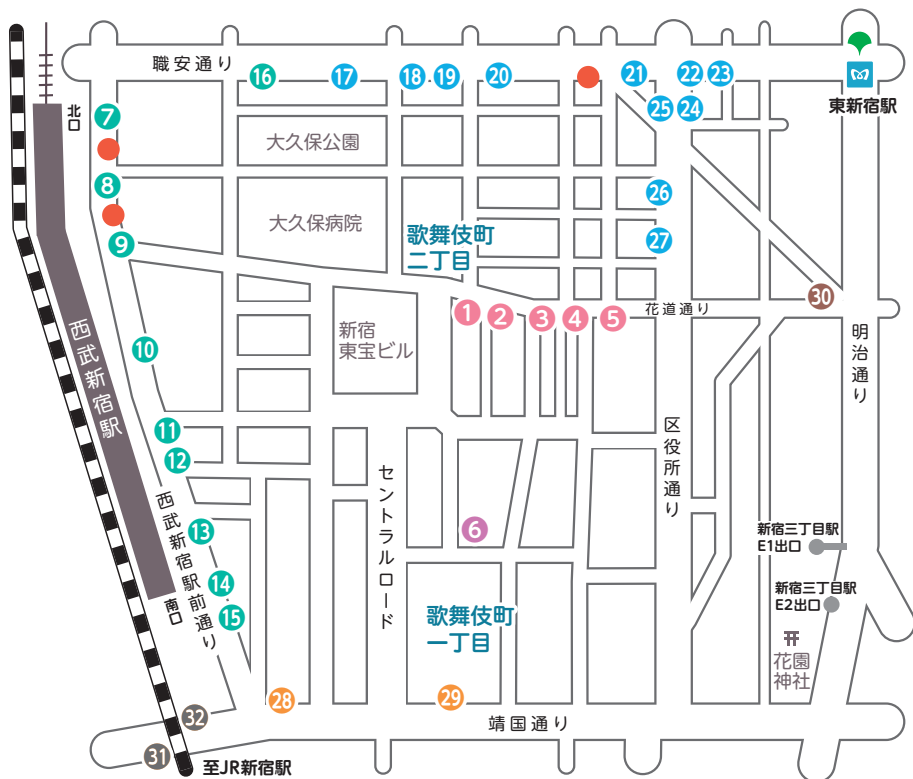 職安通り
16
17
18
19
20
21
22
23
東新宿駅
北口
7
25
24
大久保公園
8
26
大久保病院
9
歌舞伎町
二丁目
27
30
1
2
3
4
5
花道通り
新宿
東宝ビル
10
西武新宿駅
明治通り
11
12
区役所通り
セントラルロード
西武新宿駅前通り
13
6
新宿三丁目駅
E1出口
14
新宿三丁目駅
E2出口
南口
15
歌舞伎町
一丁目
花園
神社
28
29
32
靖国通り
31
至JR新宿駅